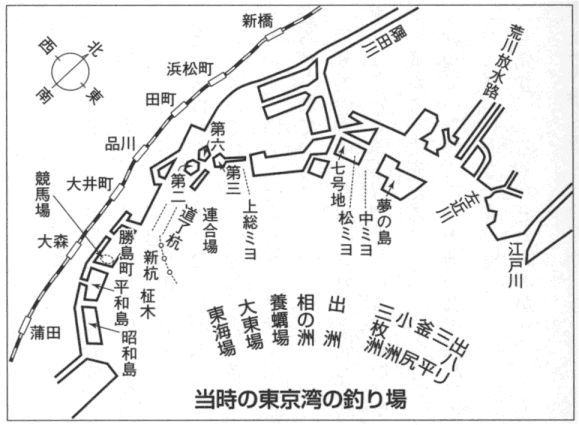 新橋
隅田川
荒川放水路
北
西
東
南
浜松町
田町
品川
大井町
競馬場
大森
蒲田
第六
第二
第三
七号地
松ミヨ
中ミヨ
夢の島
左近川
江戸川
上総ミヨ
連合場
道了杭
新杭
柾木
勝島町
平和島
昭和島
出ハリ
三平
釜尻
小洲
三枚洲
出洲
相の洲
養蠣場
大東場
東海場
当時の東京湾の釣り場